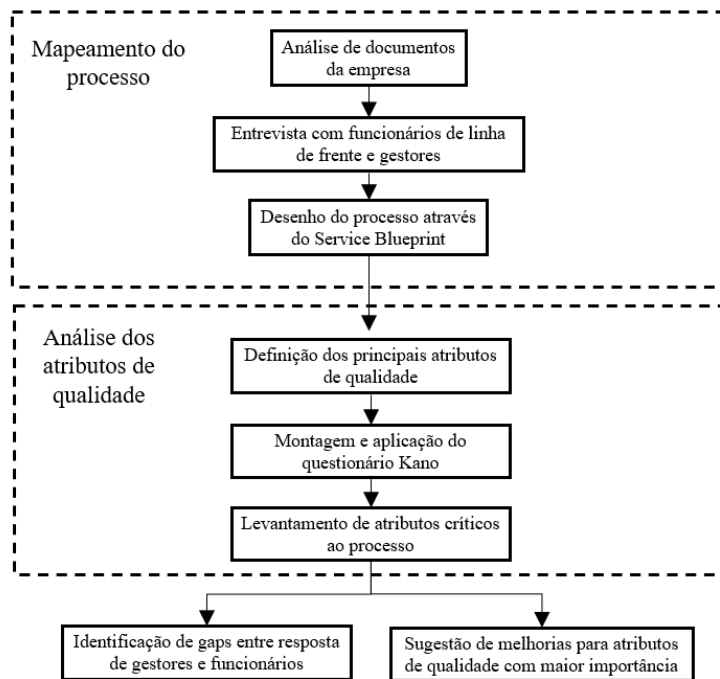 Mapeamento do
processo
Análise de documentos
da empresa
Entrevista com funcionários de linha
de frente e gestores
Desenho do processo através
do Service Blueprint
Análise dos
atributos de
qualidade
Definição dos principais atributos
de qualidade
Montagem e aplicação do
questionário Kano
Levantamento de atributos críticos
ao processo
Identificação de gaps entre resposta
de gestores e funcionários
Sugestão de melhorias para atributos
de qualidade com maior importância